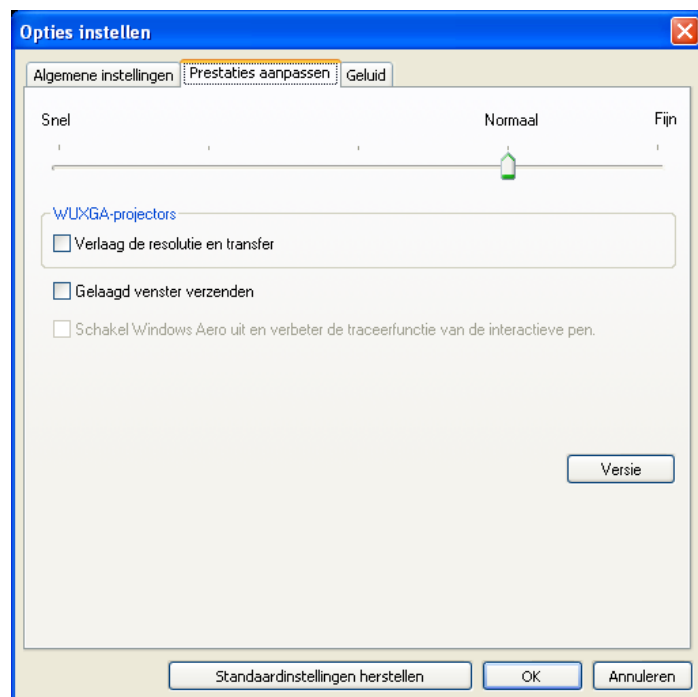 Opties instellen
Algemene instellingen Prestaties aanpassen Geluid
Snel Normaal Fijn
WUXGA-projectors
Verlaag de resolutie en transfer
Gelaagd venster verzenden
Schakel Windows Aero uit en verbeter de traceerfunctie van de interactieve pen.
Versie
Standaardinstellingen herstellen OK Annuleren